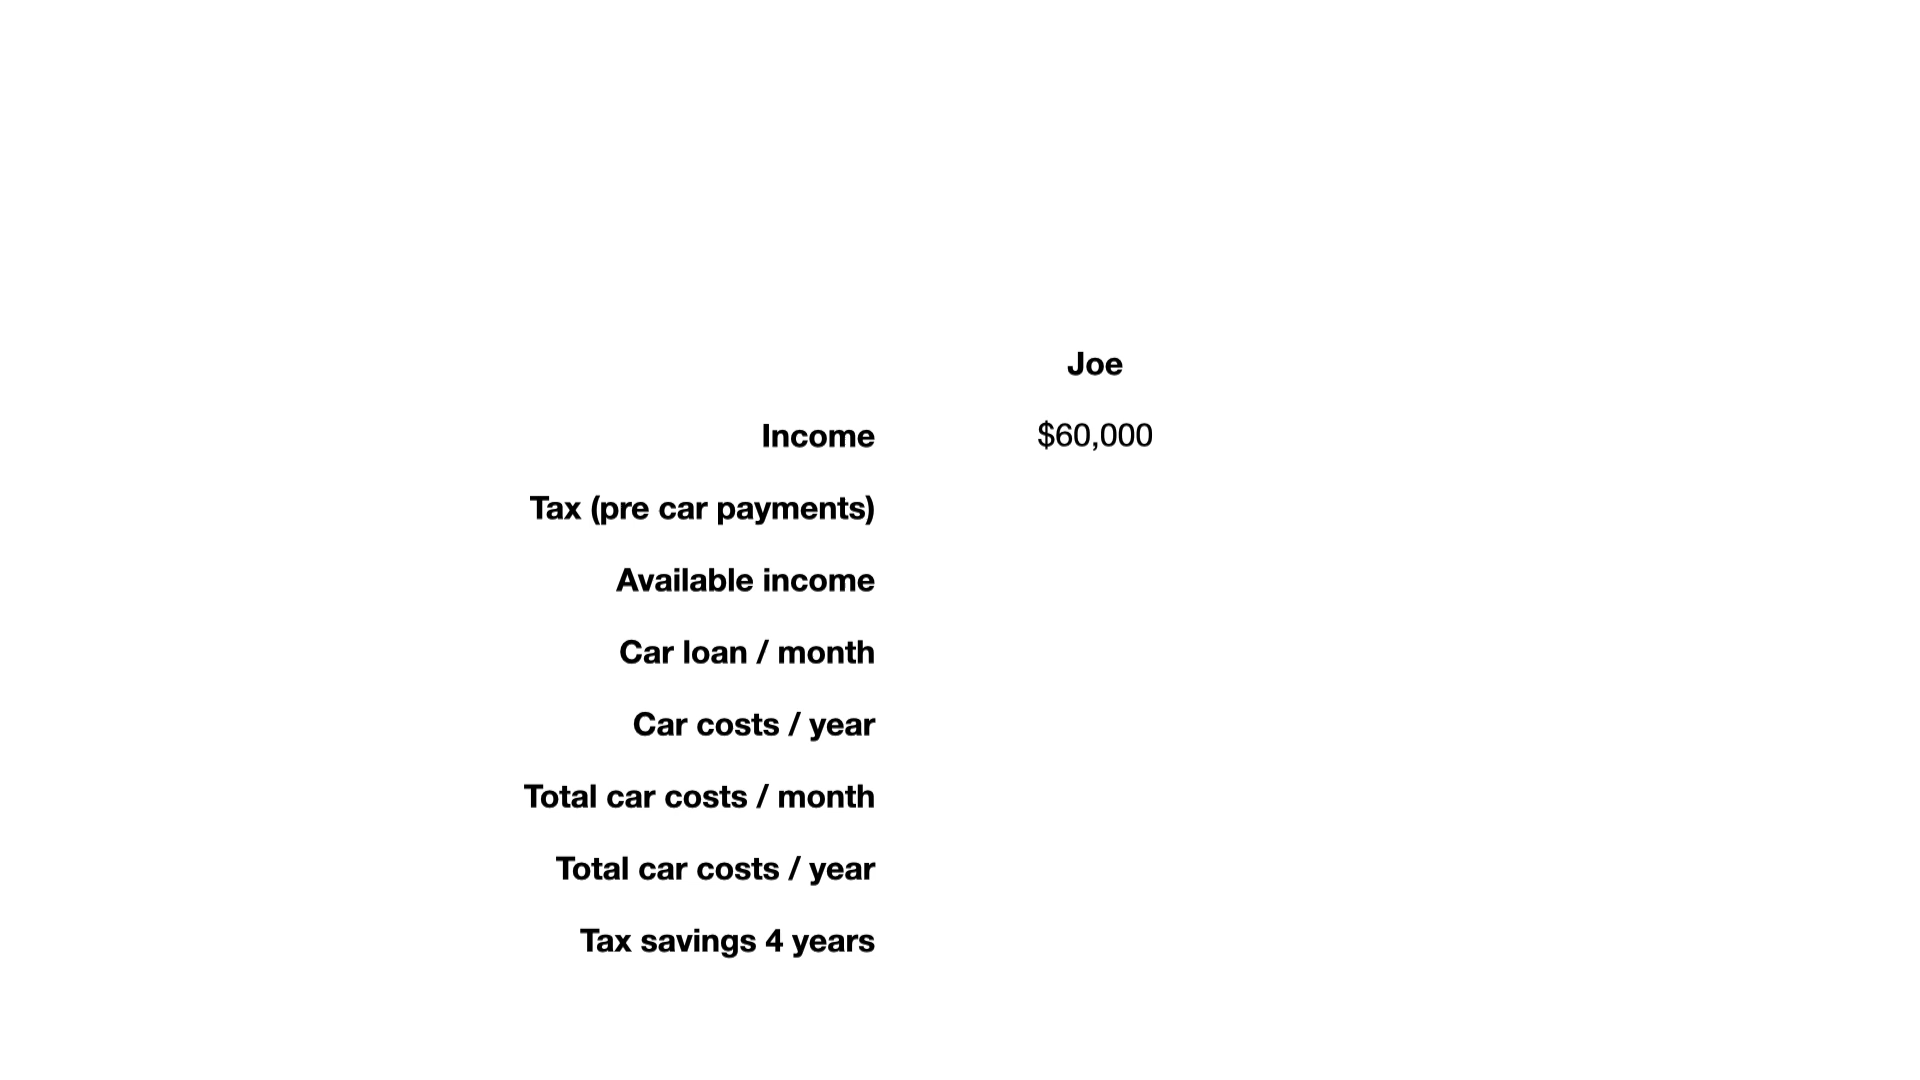 Joe
Income $60,000
Tax (pre car payments)
Available income
Car loan / month
Car costs / year
Total car costs / month
Total car costs / year
Tax savings 4 years